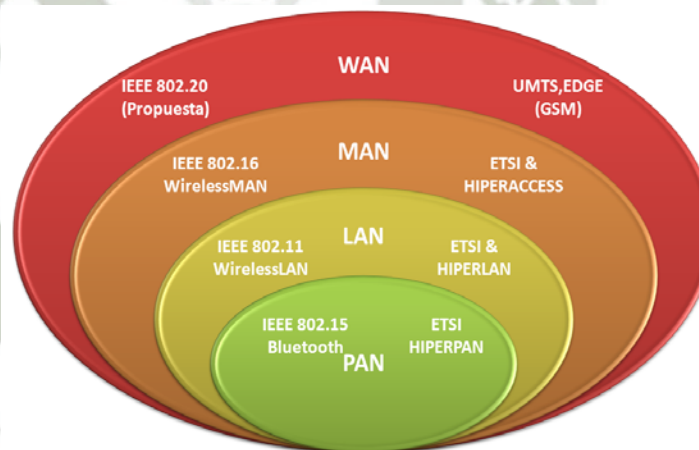 WAN
IEEE 802.20
(Propuesta)
UMTS,EDGE
(GSM)
MAN
IEEE 802.16
WirelessMAN
ETSI &
HIPERACCESS
LAN
IEEE 802.11
WirelessLAN
ETSI &
HIPERLAN
IEEE 802.15
Bluetooth
ETSI
HIPERPAN
PAN